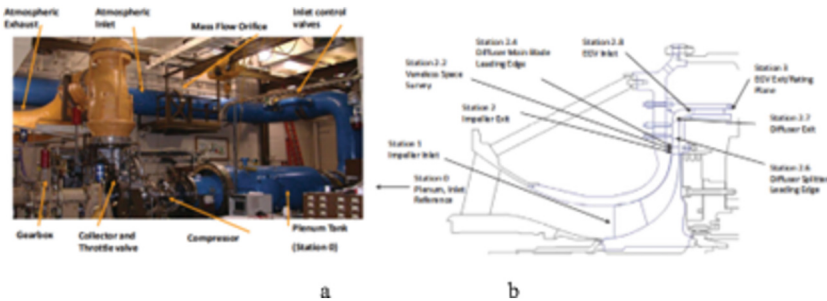 Atmospheric
Exhaust
Atmospheric
Inlet
Mass Flow Orifice
Inlet control
valves
Gearbox
Collector and
Throttle valve
Compressor
Plenum Tank
(Station 0)
a
Station 2.6
Diffuser Main Blade
Leading Edge
Station 2.8
EGV Inlet
Station 2.2
Vaneless Space
Survey
Station 3
EGV Exit/Rating
Plane
Station 2
Impeller Exit
Station 2.7
Diffuser Exit
Station 1
Impeller Inlet
Station 0
Plenum, Inlet
Reference
Station 2.6
Diffuser Splitter
Leading Edge
b